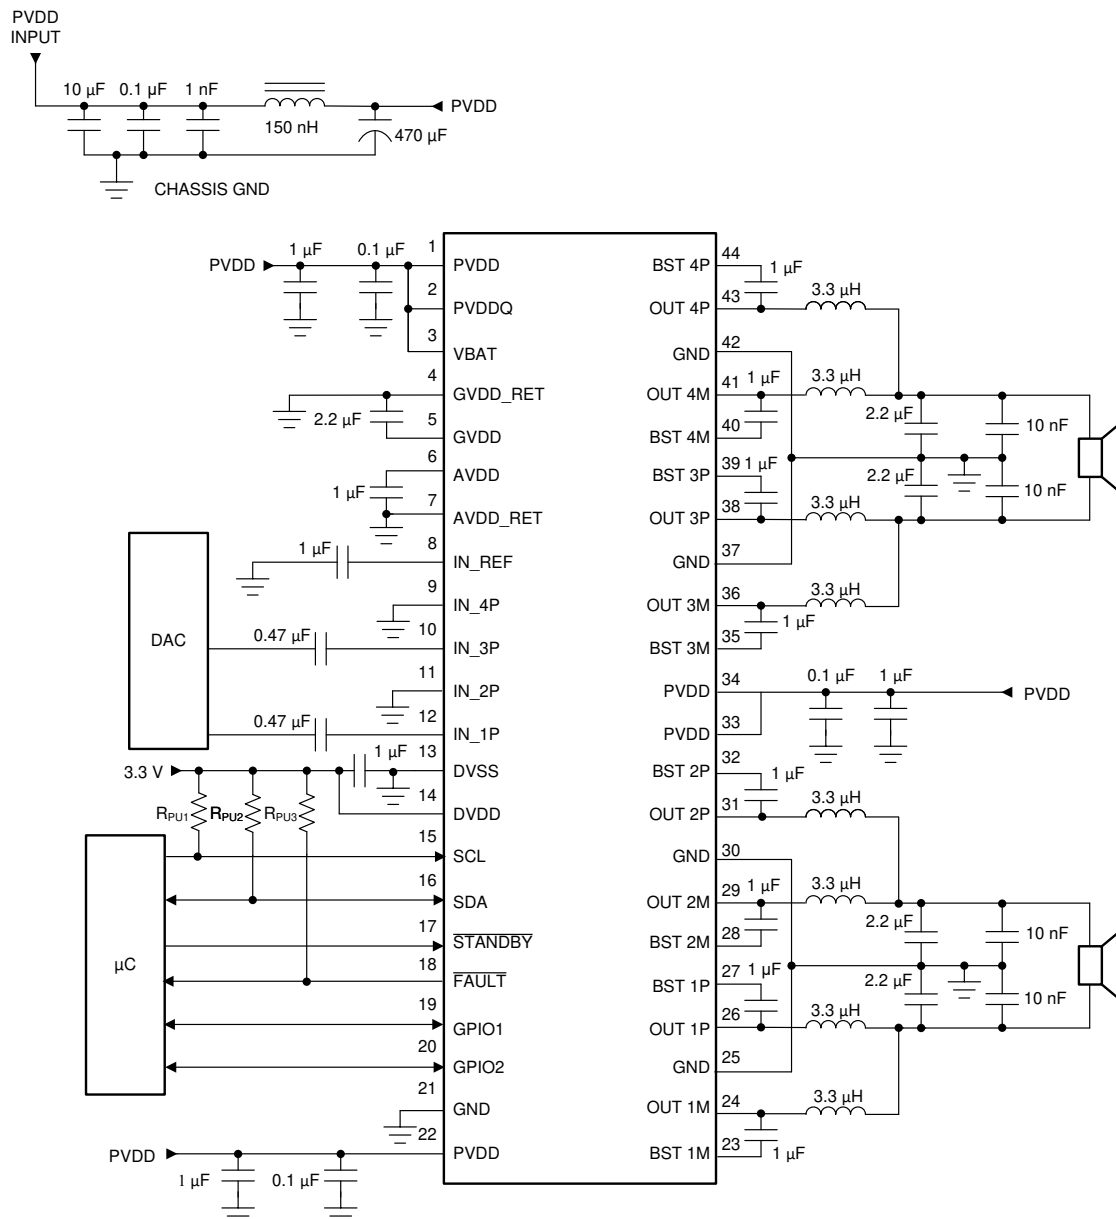 PVDD
INPUT
10 µF
0.1 µF
1 nF
150 nH
470 µF
PVDD
CHASSIS GND
PVDD
1 µF
0.1 µF
1
PVDD
2
PVDDQ
3
VBAT
4
GVDD_RET
2.2 µF
5
GVDD
6
AVDD
1 µF
7
AVDD_RET
1 µF
8
IN_REF
9
IN_4P
DAC
0.47 µF
10
IN_3P
11
IN_2P
0.47 µF
12
IN_1P
3.3 V
1 µF
13
DVSS
RPU1
RPU2
RPU3
14
DVDD
15
SCL
16
SDA
17
STANDBY
µC
18
FAULT
19
GPIO1
20
GPIO2
21
GND
22
PVDD
PVDD
1 µF
0.1 µF
BST 4P
44
1 µF
OUT 4P
43
3.3 µH
GND
42
OUT 4M
41
1 µF
3.3 µH
BST 4M
40
2.2 µF
10 nF
BST 3P
39
1 µF
2.2 µF
10 nF
OUT 3P
38
3.3 µH
GND
37
OUT 3M
36
3.3 µH
1 µF
BST 3M
35
PVDD
34
0.1 µF
1 µF
PVDD
PVDD
33
BST 2P
32
1 µF
OUT 2P
31
3.3 µH
GND
30
OUT 2M
29
1 µF
3.3 µH
BST 2M
28
2.2 µF
10 nF
BST 1P
27
1 µF
2.2 µF
10 nF
OUT 1P
26
3.3 µH
GND
25
OUT 1M
24
3.3 µH
BST 1M
23
1 µF